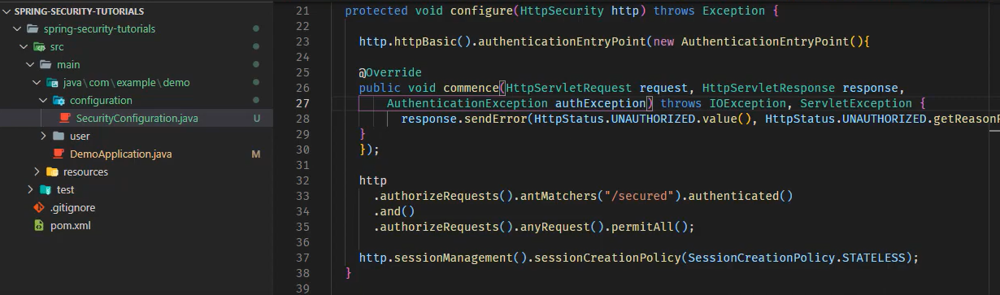 SPRING-SECURITY-TUTORIALS
spring-security-tutorials
src
main
java\com\example\demo
configuration
SecurityConfiguration.java U
user
DemoApplication.java M
resources
test
.gitignore
pom.xml
21 protected void configure(HttpSecurity http) throws Exception {
22
23 http.httpBasic().authenticationEntryPoint(new AuthenticationEntryPoint(){
24
25 @Override
26 public void commence(HttpServletRequest request, HttpServletResponse response,
27 AuthenticationException authException) throws IOException, ServletException {
28 response.sendError(HttpStatus.UNAUTHORIZED.value(), HttpStatus.UNAUTHORIZED.getReasonP
29 }
30 });
31
32 http
33 .authorizeRequests().antMatchers("/secured").authenticated()
34 .and()
35 .authorizeRequests().anyRequest().permitAll();
36
37 http.sessionManagement().sessionCreationPolicy(SessionCreationPolicy.STATELESS);
38 }
39